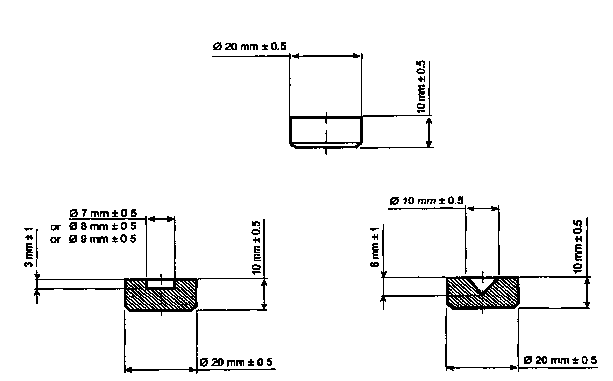 Ø 20 mm ± 0.5
10 mm ± 0.5
Ø 7 mm ± 0 5
or Ø 8 mm ± 0 5
or Ø 9 mm ± 0 5
3 mm ± 1
10 mm ± 0.5
Ø 20 mm ± 0 5
Ø 10 mm ± 0.5
6 mm ± 1
10 mm ± 0.5
Ø 20 mm ± 0 5